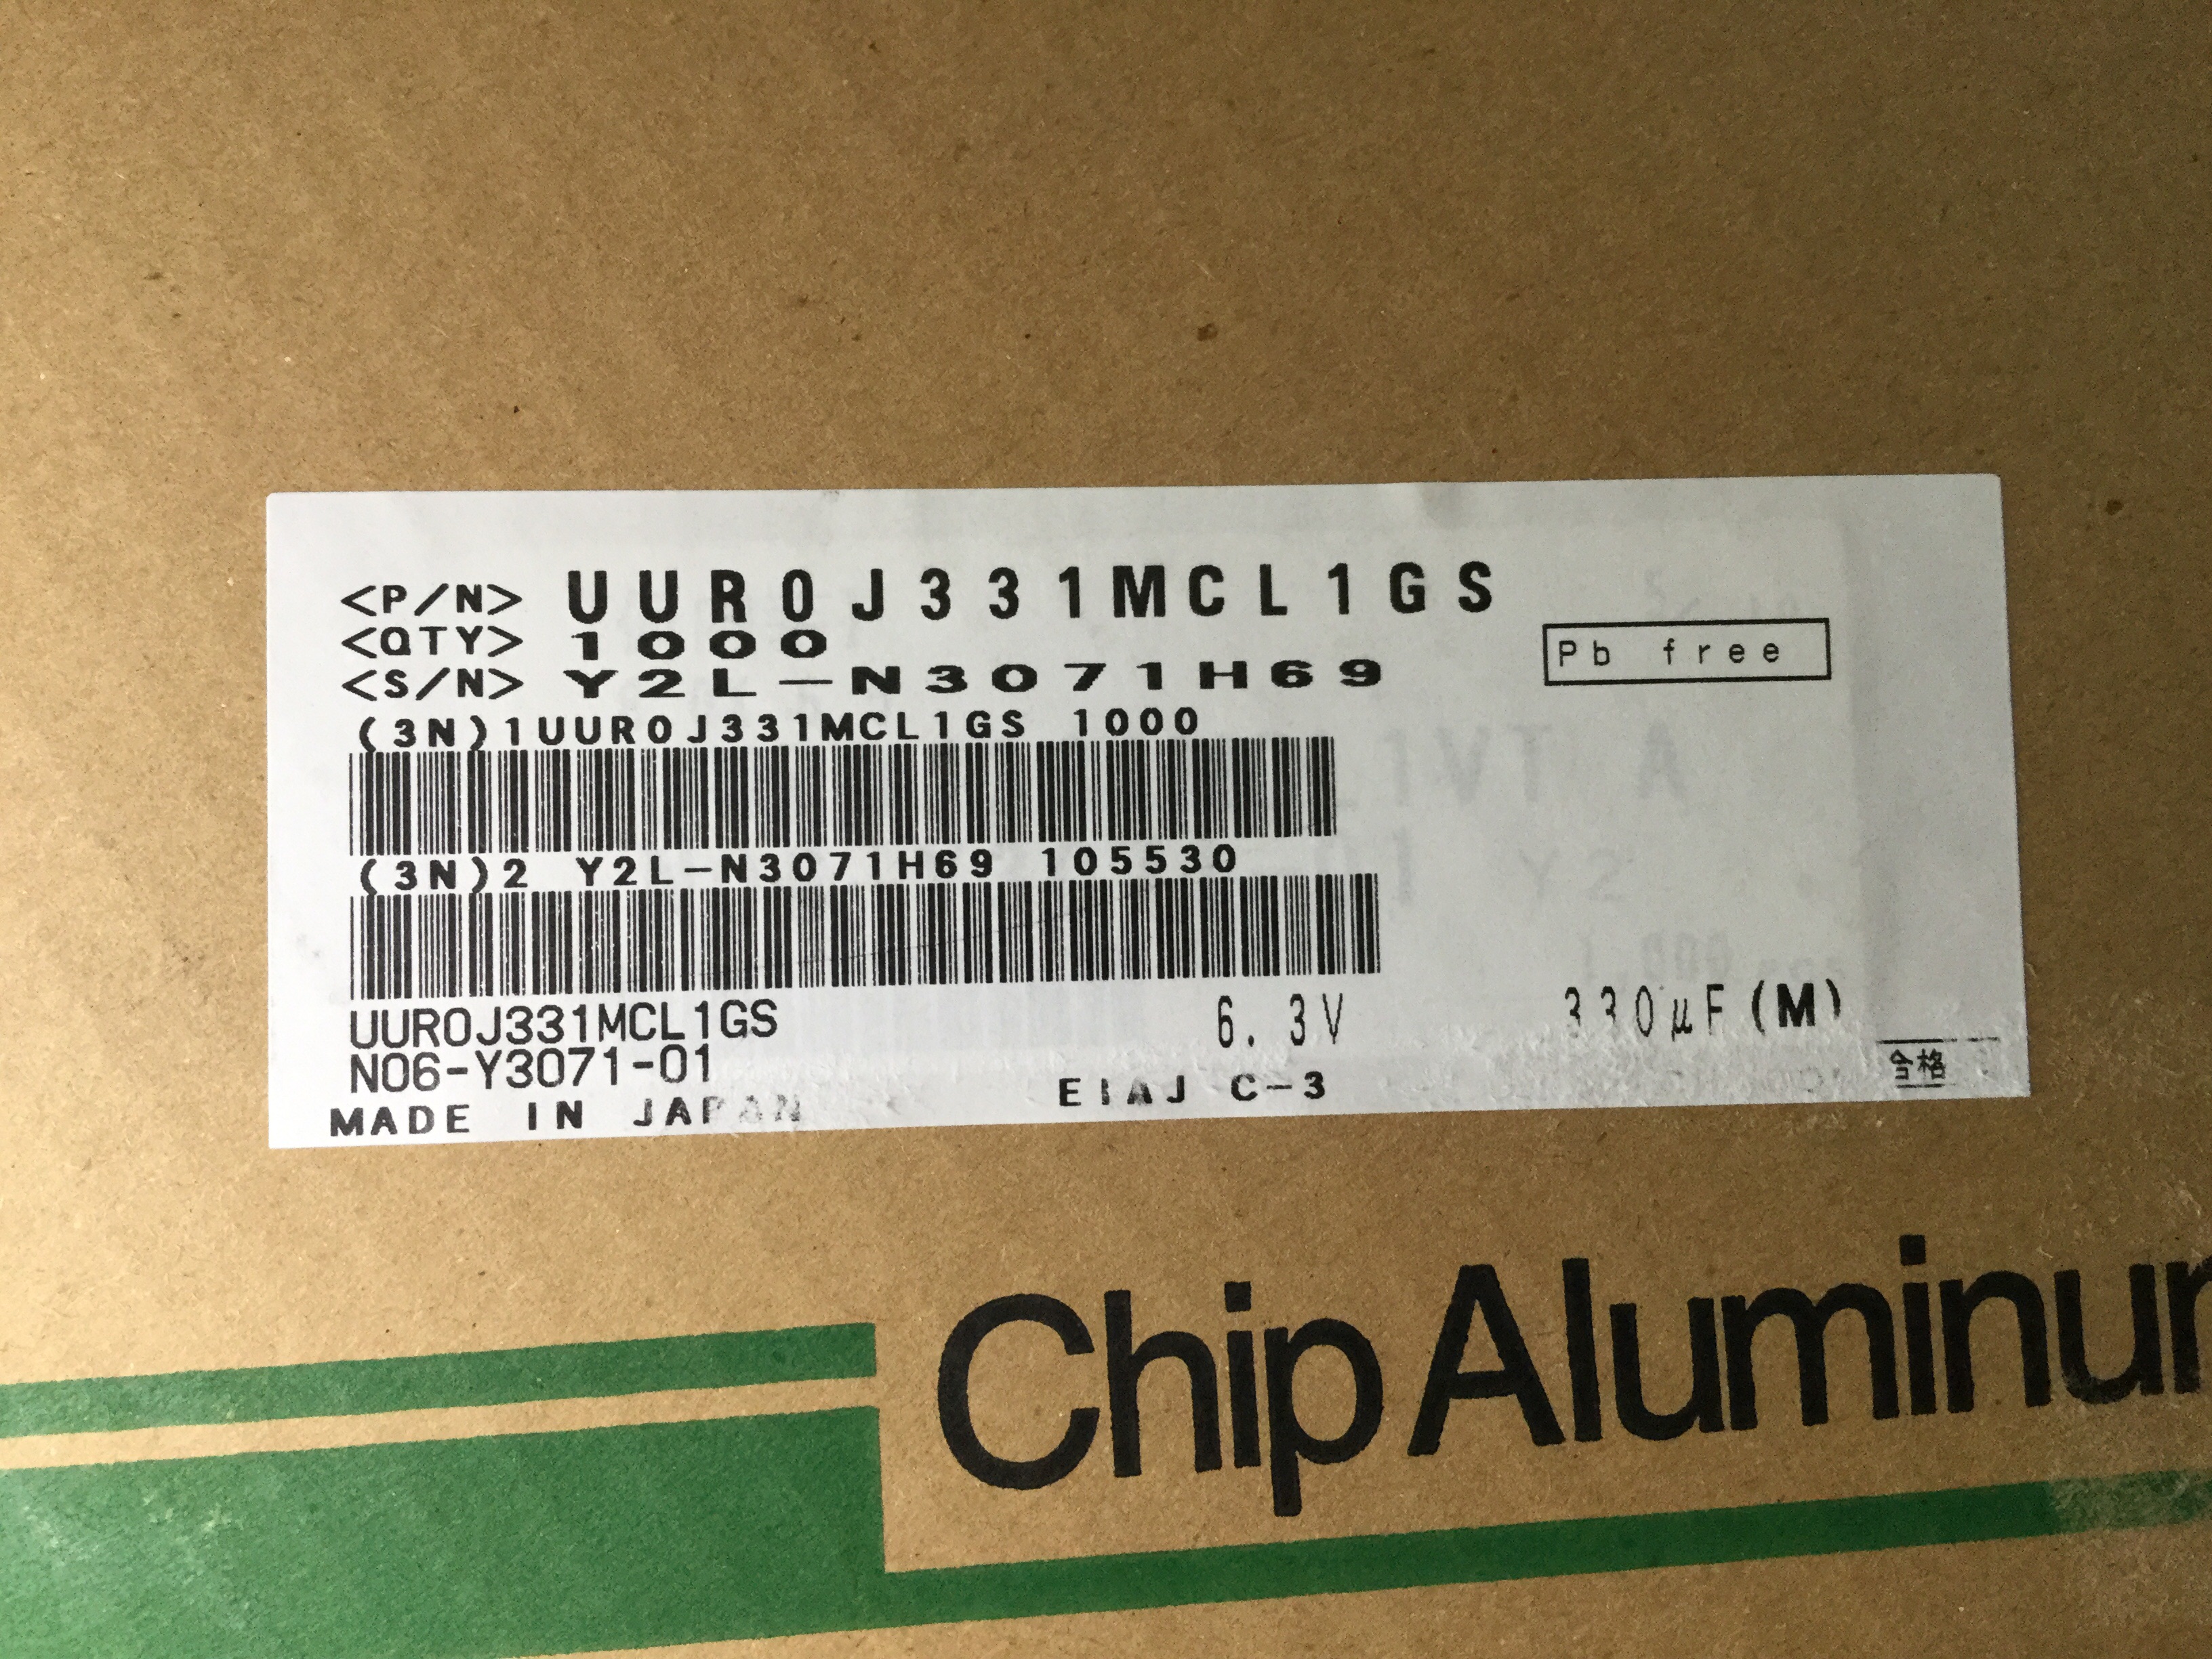 <P/N> UUR0J331MCL1GS
<QTY> 1000
<S/N> Y2L-N3071H69
Pb free
(3N)1UUR0J331MCL1GS 1000
(3N)2 Y2L-N3071H69 105530
UUR0J331MCL1GS 6.3V 330μF(M)
N06-Y3071-01
合格
MADE IN JAPAN EIAJ C-3
Chip Aluminu